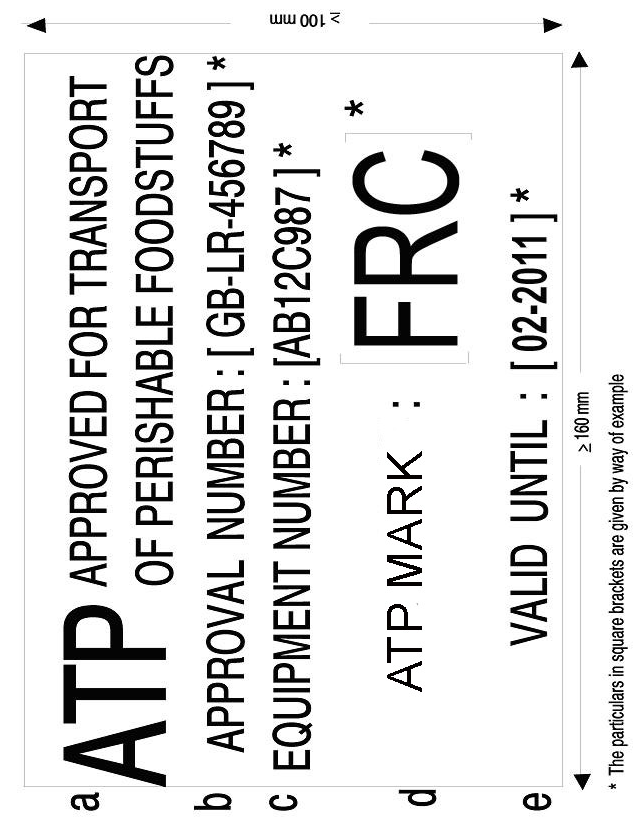 a ATP APPROVED FOR TRANSPORT
OF PERISHABLE FOODSTUFFS
b APPROVAL NUMBER : [ GB-LR-456789 ] *
c EQUIPMENT NUMBER : [AB12C987 ] *
d ATP MARK : [FRC] *
e VALID UNTIL : [ 02-2011 ] *
≥ 100 mm
≥ 160 mm
* The particulars in square brackets are given by way of example